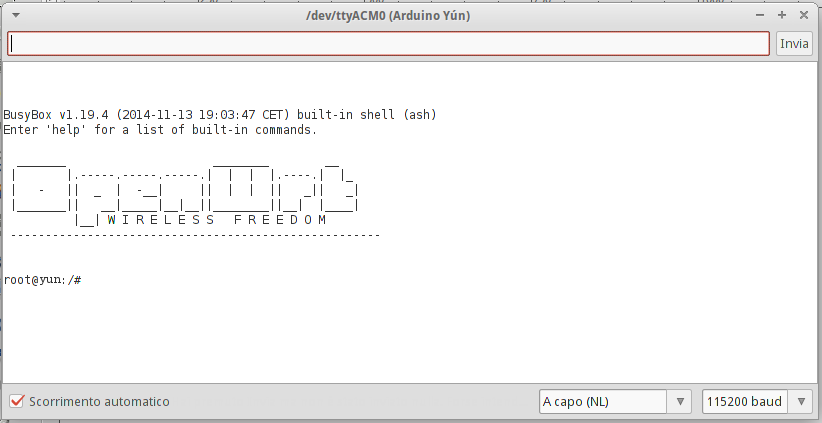 /dev/ttyACM0 (Arduino Yún)
Invia
BusyBox v1.19.4 (2014-11-13 19:03:47 CET) built-in shell (ash)
Enter 'help' for a list of built-in commands.
OpenWrt
W I R E L E S S   F R E E D O M
root@yun:/#
Scorrimento automatico
A capo (NL)
115200 baud